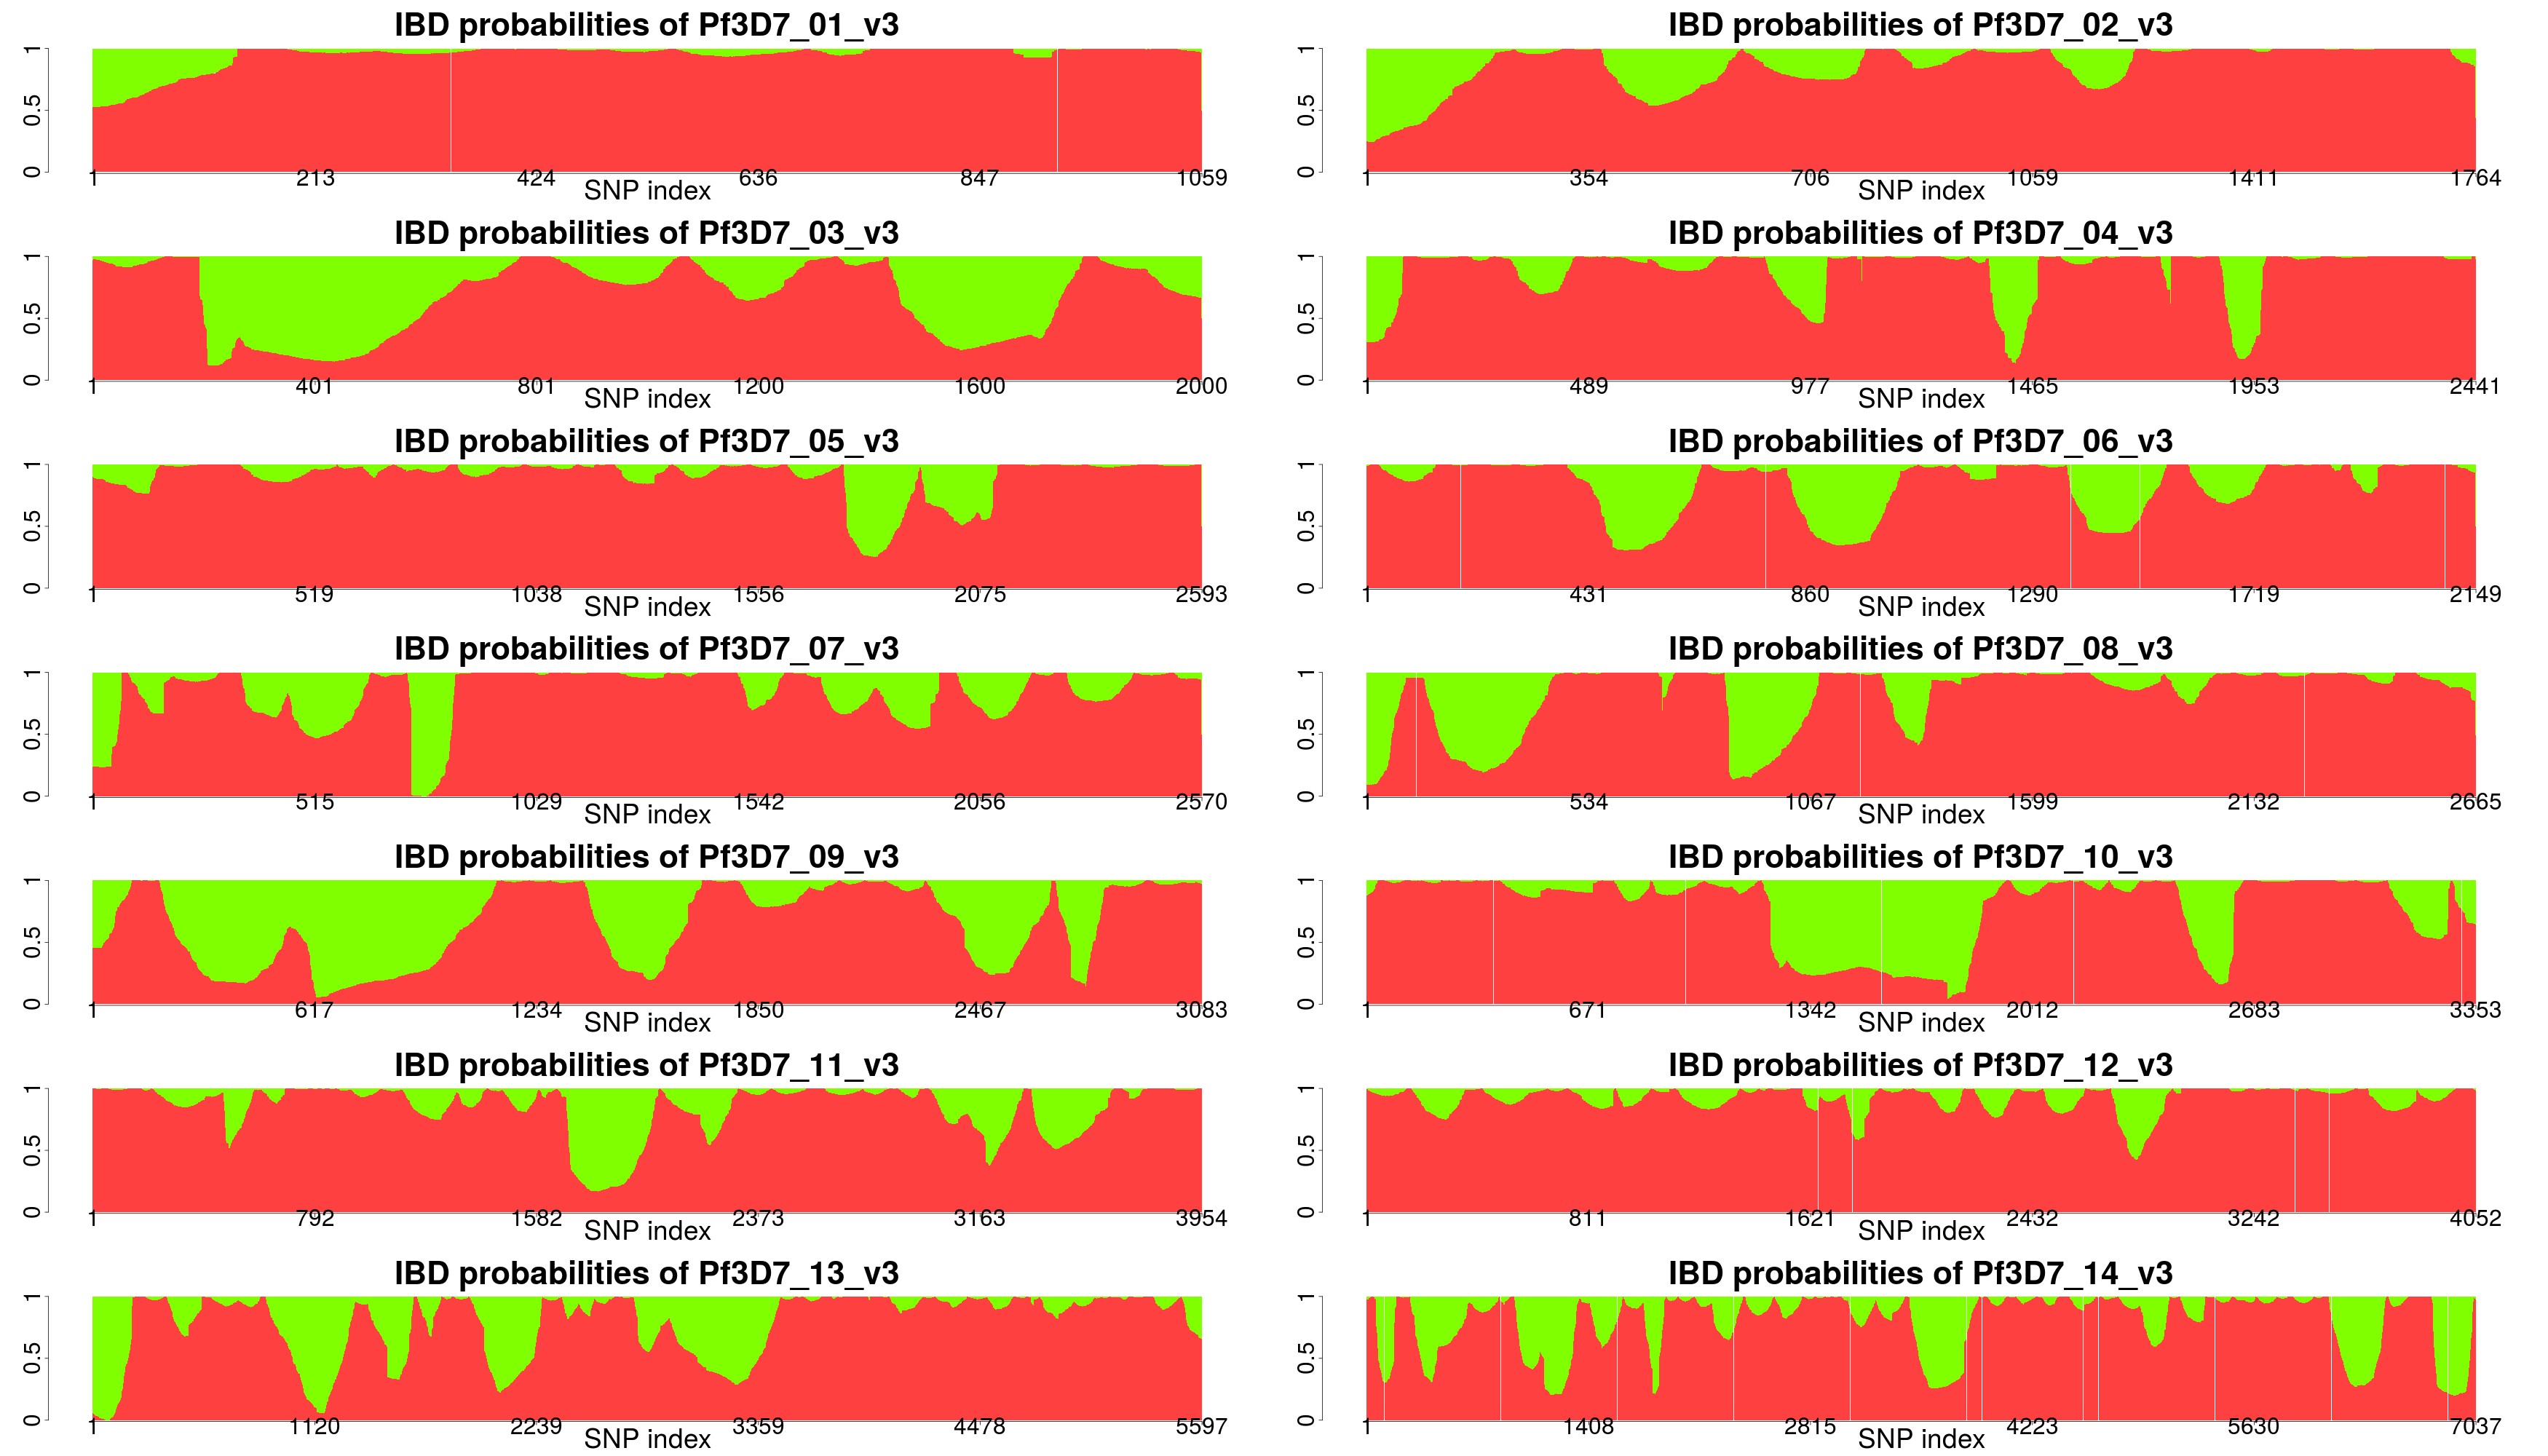 IBD probabilities of Pf3D7_01_v3
0 0.5 1
1 213 424 636 847 1059
SNP index
IBD probabilities of Pf3D7_02_v3
0 0.5 1
1 354 706 1059 1411 1764
SNP index
IBD probabilities of Pf3D7_03_v3
0 0.5 1
1 401 801 1200 1600 2000
SNP index
IBD probabilities of Pf3D7_04_v3
0 0.5 1
1 489 977 1465 1953 2441
SNP index
IBD probabilities of Pf3D7_05_v3
0 0.5 1
1 519 1038 1556 2075 2593
SNP index
IBD probabilities of Pf3D7_06_v3
0 0.5 1
1 431 860 1290 1719 2149
SNP index
IBD probabilities of Pf3D7_07_v3
0 0.5 1
1 515 1029 1542 2056 2570
SNP index
IBD probabilities of Pf3D7_08_v3
0 0.5 1
1 534 1067 1599 2132 2665
SNP index
IBD probabilities of Pf3D7_09_v3
0 0.5 1
1 617 1234 1850 2467 3083
SNP index
IBD probabilities of Pf3D7_10_v3
0 0.5 1
1 671 1342 2012 2683 3353
SNP index
IBD probabilities of Pf3D7_11_v3
0 0.5 1
1 792 1582 2373 3163 3954
SNP index
IBD probabilities of Pf3D7_12_v3
0 0.5 1
1 811 1621 2432 3242 4052
SNP index
IBD probabilities of Pf3D7_13_v3
0 0.5 1
1 1120 2239 3359 4478 5597
SNP index
IBD probabilities of Pf3D7_14_v3
0 0.5 1
1 1408 2815 4223 5630 7037
SNP index